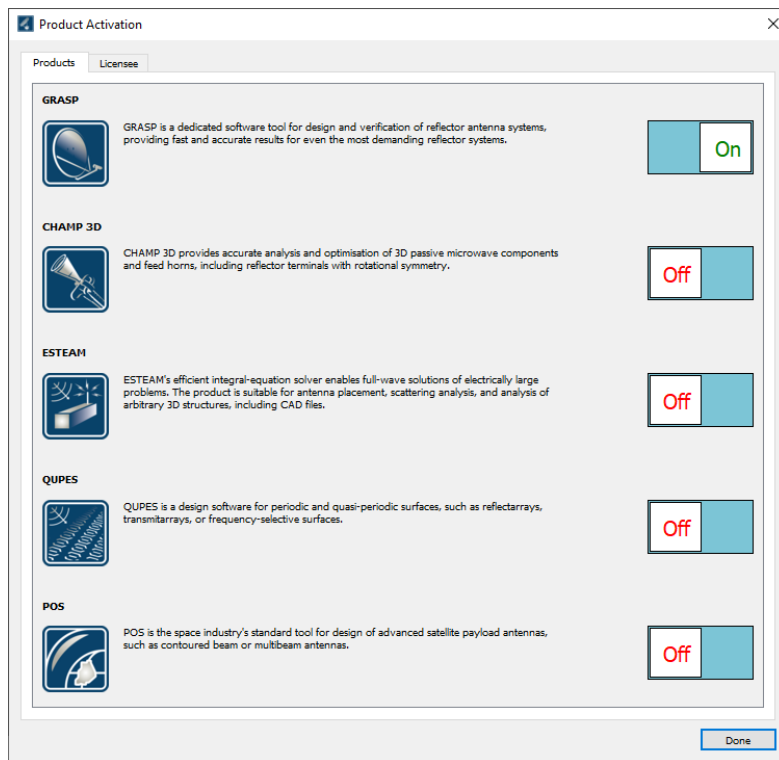 Product Activation
Products
Licensee
GRASP
GRASP is a dedicated software tool for design and verification of reflector antenna systems,
providing fast and accurate results for even the most demanding reflector systems.
On
CHAMP 3D
CHAMP 3D provides accurate analysis and optimisation of 3D passive microwave components
and feed horns, including reflector terminals with rotational symmetry.
Off
ESTEAM
ESTEAM's efficient integral-equation solver enables full-wave solutions of electrically large
problems. The product is suitable for antenna placement, scattering analysis, and analysis of
arbitrary 3D structures, including CAD files.
Off
QUPES
QUPES is a design software for periodic and quasi-periodic surfaces, such as reflectarrays,
transmitarrays, or frequency-selective surfaces.
Off
POS
POS is the space industry's standard tool for design of advanced satellite payload antennas,
such as contoured beam or multibeam antennas.
Off
Done